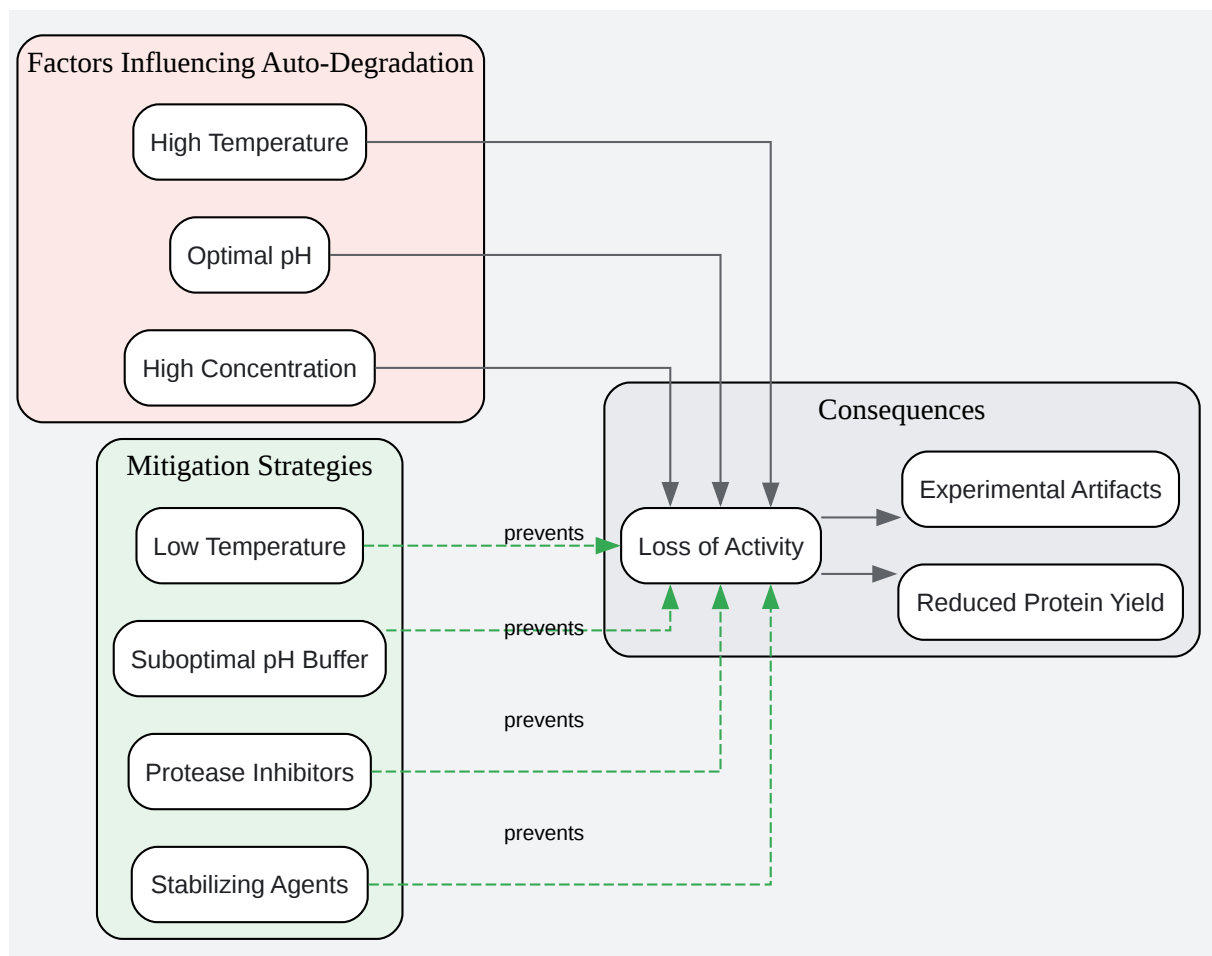 Factors Influencing Auto-Degradation
High Temperature
Optimal pH
High Concentration
Mitigation Strategies
Low Temperature
Suboptimal pH Buffer
Protease Inhibitors
Stabilizing Agents
prevents
prevents
prevents
prevents
Consequences
Loss of Activity
Experimental Artifacts
Reduced Protein Yield